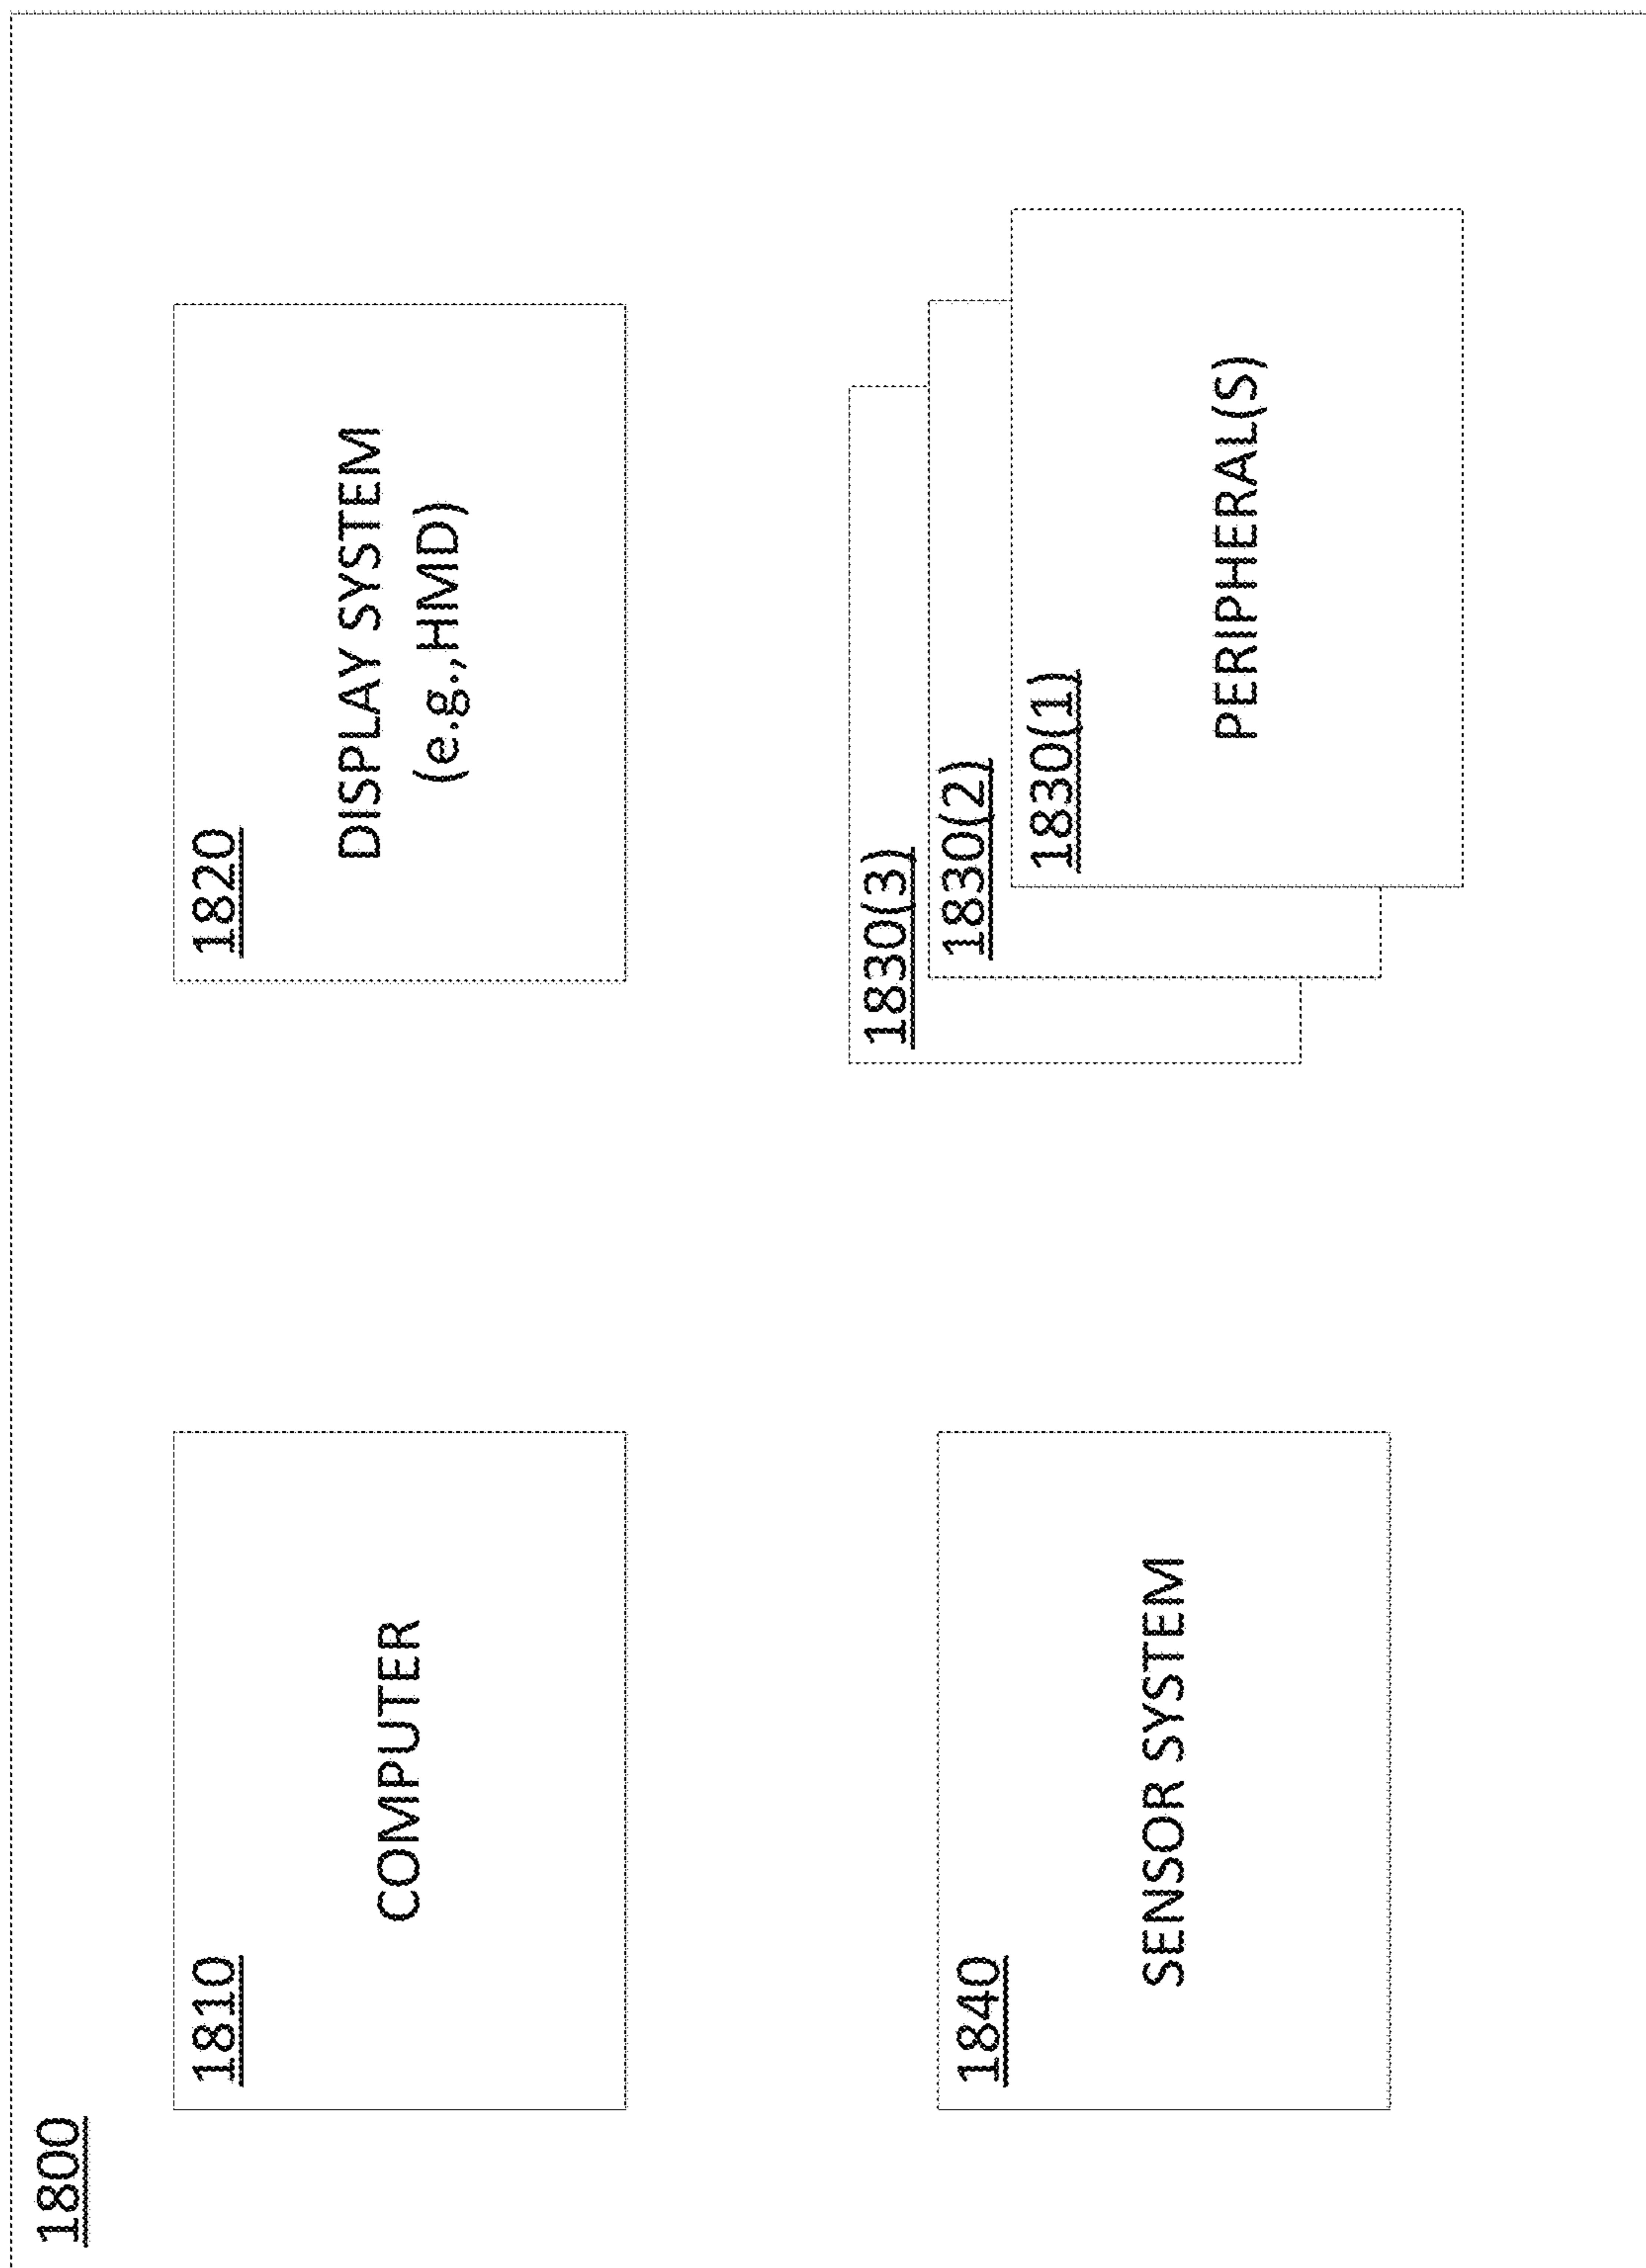 1800
1810
COMPUTER
1820
DISPLAY SYSTEM
(e.g.,HMD)
1840
SENSOR SYSTEM
1830(3)
1830(2)
1830(1)
PERIPHERAL(S)